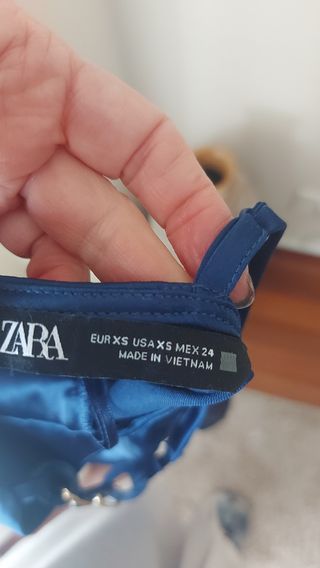 ZARA
EUR XS USA XS MEX 24
MADE IN VIETNAM